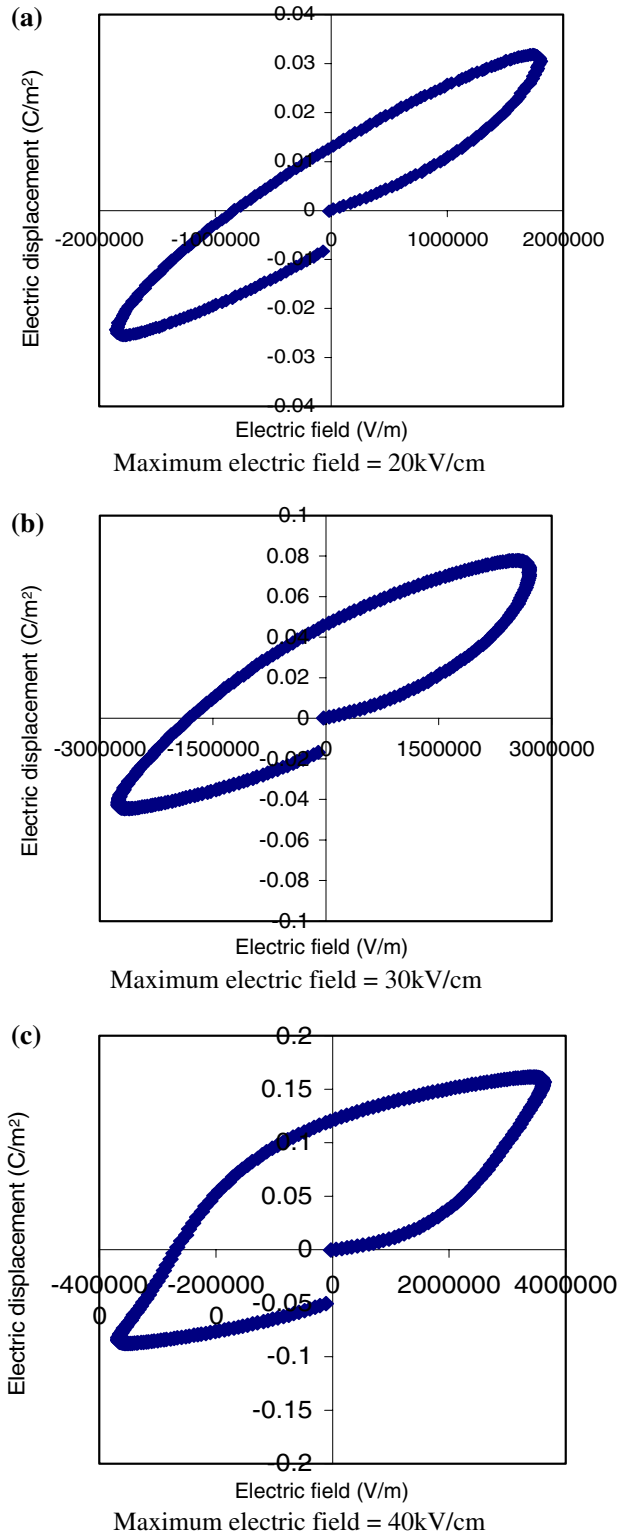 (a)
0.04
0.03
0.02
0.01
0
-2000000 -1000000 0 1000000 2000000
-0.01
-0.02
-0.03
-0.04
Electric displacement (C/m²)
Electric field (V/m)
Maximum electric field = 20kV/cm
(b)
0.1
0.08
0.06
0.04
0.02
0
-3000000 -1500000 0 1500000 3000000
-0.02
-0.04
-0.06
-0.08
-0.1
Electric displacement (C/m²)
Electric field (V/m)
Maximum electric field = 30kV/cm
(c)
0.2
0.15
0.1
0.05
0
-400000 -200000 0 2000000 4000000
0 0
-0.05
-0.1
-0.15
-0.2
Electric displacement (C/m²)
Electric field (V/m)
Maximum electric field = 40kV/cm